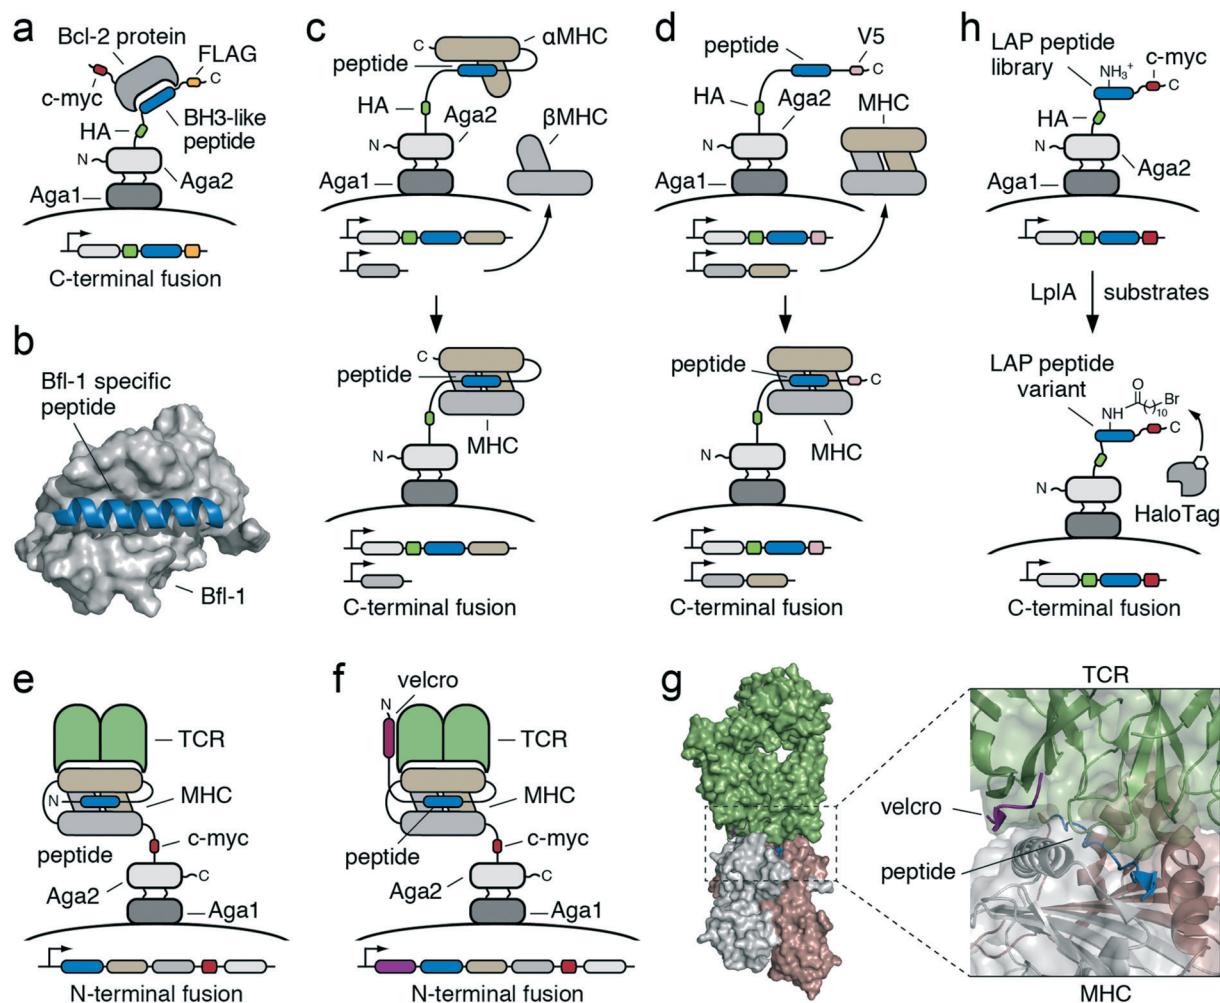 a
Bcl-2 protein
FLAG
C
c-myc
HA
BH3-like
peptide
N
Aga2
Aga1
C-terminal fusion
b
Bfl-1 specific
peptide
Bfl-1
c
C
αMHC
peptide
HA
Aga2
βMHC
N
Aga1
C
peptide
MHC
N
C-terminal fusion
d
V5
peptide
C
HA
Aga2
MHC
N
Aga1
peptide
C
MHC
N
C-terminal fusion
h
LAP peptide
library
NH3+
c-myc
C
HA
N
Aga2
Aga1
LplA
substrates
LAP peptide
variant
O
Br
10
NH
C
N
HaloTag
C-terminal fusion
e
TCR
N
MHC
peptide
c-myc
Aga2
C
Aga1
N-terminal fusion
f
velcro
N
TCR
MHC
peptide
c-myc
Aga2
C
Aga1
N-terminal fusion
g
TCR
velcro
peptide
MHC